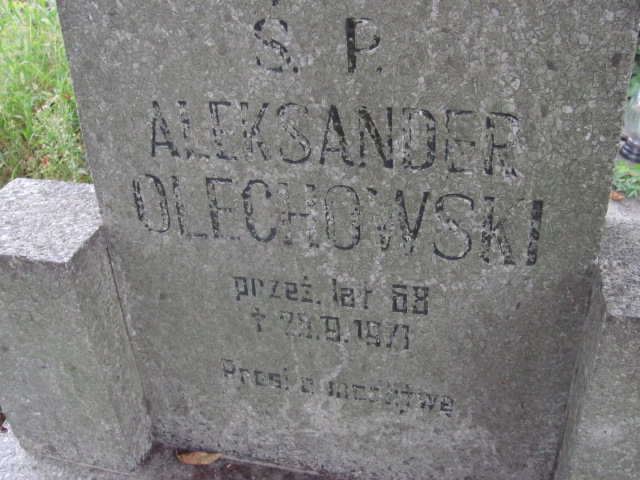 Ś. P.
ALEKSANDER
OLECHOWSKI
przeż. lat 68
Prosi o modlitwę